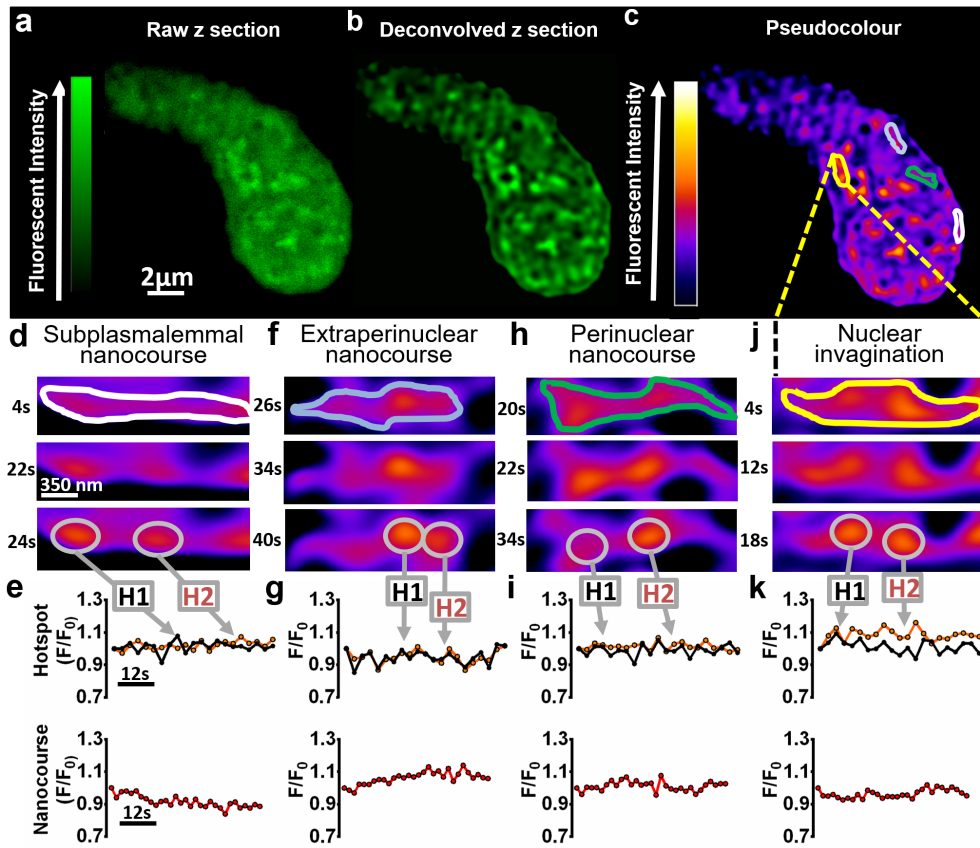 a
Raw z section
b
Deconvolved z section
c
Pseudocolour
Fluorescent Intensity
Fluorescent Intensity
2μm
d
Subplasmalemmal
nanocourse
f
Extraperinuclear
nanocourse
h
Perinuclear
nanocourse
j
Nuclear
invagination
4s
26s
20s
4s
22s
34s
22s
12s
350 nm
24s
40s
34s
18s
H1
H2
H1
H2
H1
H2
H1
H2
e
g
i
k
Hotspot
(F/F0)
1.3
1.1
0.9
0.7
12s
F/F0
1.3
1.1
0.9
0.7
F/F0
1.3
1.1
0.9
0.7
F/F0
1.3
1.1
0.9
0.7
Nanocourse
(F/F0)
1.3
1.1
0.9
0.7
12s
F/F0
1.3
1.1
0.9
0.7
F/F0
1.3
1.1
0.9
0.7
F/F0
1.3
1.1
0.9
0.7